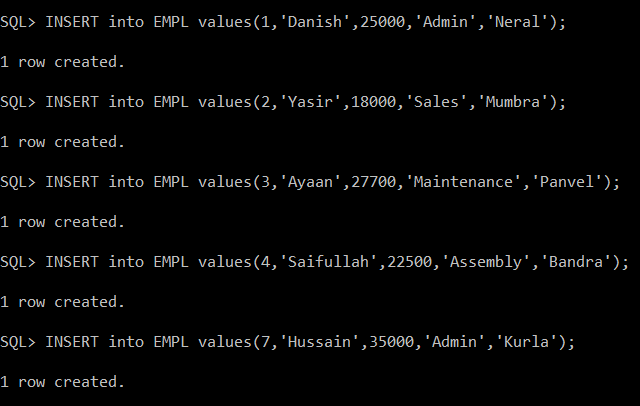 SQL> INSERT into EMPL values(1,'Danish',25000,'Admin','Neral');
1 row created.
SQL> INSERT into EMPL values(2,'Yasir',18000,'Sales','Mumbra');
1 row created.
SQL> INSERT into EMPL values(3,'Ayaan',27700,'Maintenance','Panvel');
1 row created.
SQL> INSERT into EMPL values(4,'Saifullah',22500,'Assembly','Bandra');
1 row created.
SQL> INSERT into EMPL values(7,'Hussain',35000,'Admin','Kurla');
1 row created.